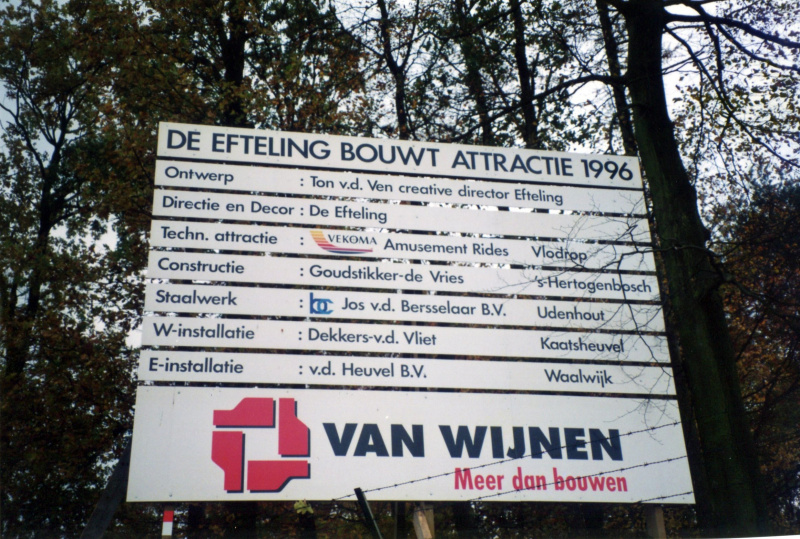 DE EFTELING BOUWT ATTRACTIE 1996
Ontwerp : Ton v.d. Ven creative director Efteling
Directie en Decor : De Efteling
Techn. attractie : VEKOMA Amusement Rides Vlodrop
Constructie : Goudstikker-de Vries 's-Hertogenbosch
Staalwerk : bc Jos v.d. Bersselaar B.V. Udenhout
W-installatie : Dekkers-v.d. Vliet Kaatsheuvel
E-installatie : v.d. Heuvel B.V. Waalwijk
VAN WIJNEN
Meer dan bouwen